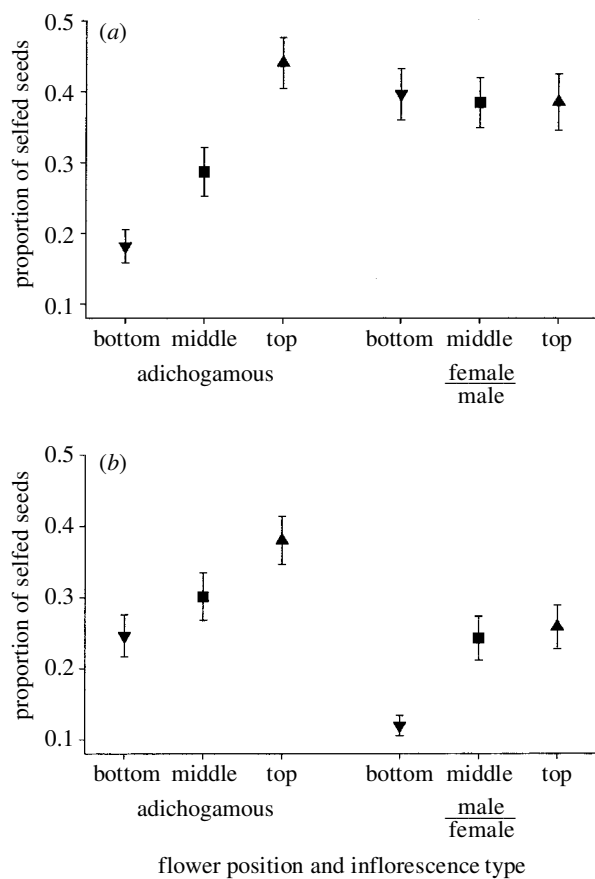 (a)
proportion of selfed seeds
0.5
0.4
0.3
0.2
0.1
bottom middle top bottom middle top
adichogamous female
male
(b)
proportion of selfed seeds
0.5
0.4
0.3
0.2
0.1
bottom middle top bottom middle top
adichogamous male
female
flower position and inflorescence type